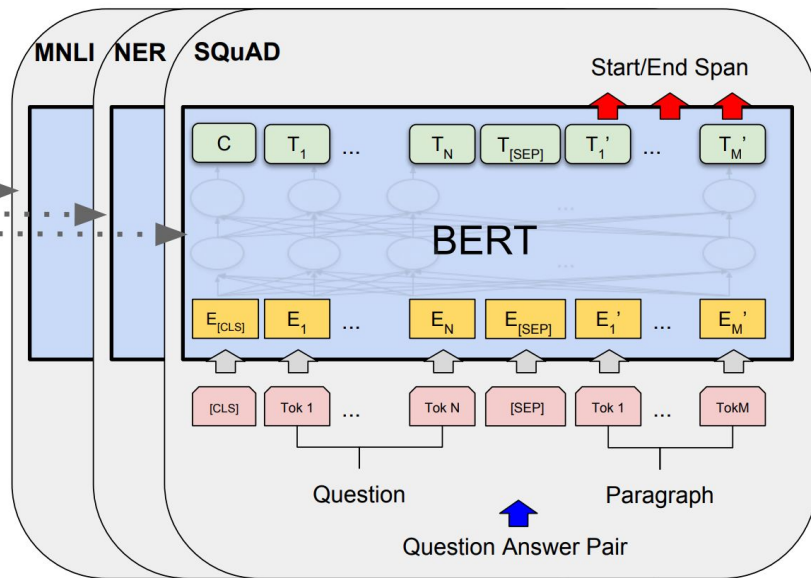 MNLI NER SQuAD
Start/End Span
C T1 ... TN T[SEP] T1' ... TM'
...
BERT
...
E[CLS] E1 ... EN E[SEP] E1' ... EM'
[CLS] Tok 1 ... Tok N [SEP] Tok 1 ... TokM
Question Paragraph
Question Answer Pair